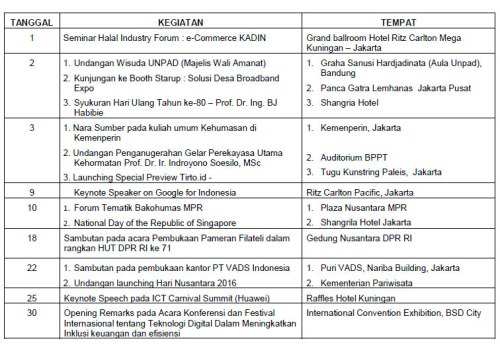 TANGGAL KEGIATAN TEMPAT
1 Seminar Halal Industry Forum : e-Commerce KADIN Grand ballroom Hotel Ritz Carlton Mega
Kuningan – Jakarta
2 1. Undangan Wisuda UNPAD (Majelis Wali Amanat) 1. Graha Sanusi Hardjadinata (Aula Unpad),
Bandung
2. Kunjungan ke Booth Starup : Solusi Desa Broadband
Expo
2. Panca Gatra Lemhanas Jakarta Pusat
3. Syukuran Hari Ulang Tahun ke-80 – Prof. Dr. Ing. BJ
Habibie
3. Shangria Hotel
3 1. Nara Sumber pada kuliah umum Kehumasan di
Kemenperin
1. Kemenperin, Jakarta
2. Undangan Penganugerahan Gelar Perekayasa Utama
Kehormatan Prof. Dr. Ir. Indroyono Soesilo, MSc
2. Auditorium BPPT
3. Launching Special Preview Tirto.id - 3. Tugu Kunstring Paleis, Jakarta
9 Keynote Speaker on Google for Indonesia Ritz Carlton Pacific, Jakarta
10 1. Forum Tematik Bakohumas MPR 1. Plaza Nusantara MPR
2. National Day of the Republic of Singapore 2. Shangrila Hotel Jakarta
18 Sambutan pada acara Pembukaan Pameran Filateli dalam
rangkan HUT DPR RI ke 71
Gedung Nusantara DPR RI
22 1. Sambutan pada pembukaan kantor PT VADS Indonesia 1. Puri VADS, Nariba Building, Jakarta
2. Undangan launching Hari Nusantara 2016 2. Kementerian Pariwisata
25 Keynote Speech pada ICT Carnival Summit (Huawei) Raffles Hotel Kuningan
30 Opening Remarks pada Acara Konferensi dan Festival
Internasional tentang Teknologi Digital Dalam Meningkatkan
Inklusi keuangan dan efisiensi
International Convention Exhibition, BSD City